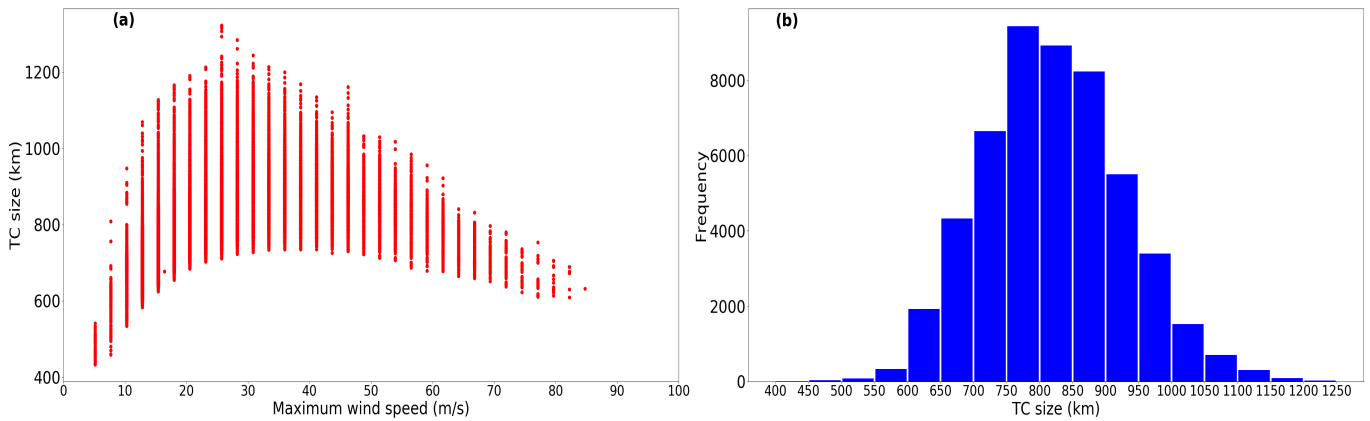 (a)
TC size (km)
1200
1000
800
600
400
0 10 20 30 40 50 60 70 80 90 100
Maximum wind speed (m/s)
(b)
Frequency
8000
6000
4000
2000
0
400 450 500 550 600 650 700 750 800 850 900 950 1000 1050 1100 1150 1200 1250
TC size (km)